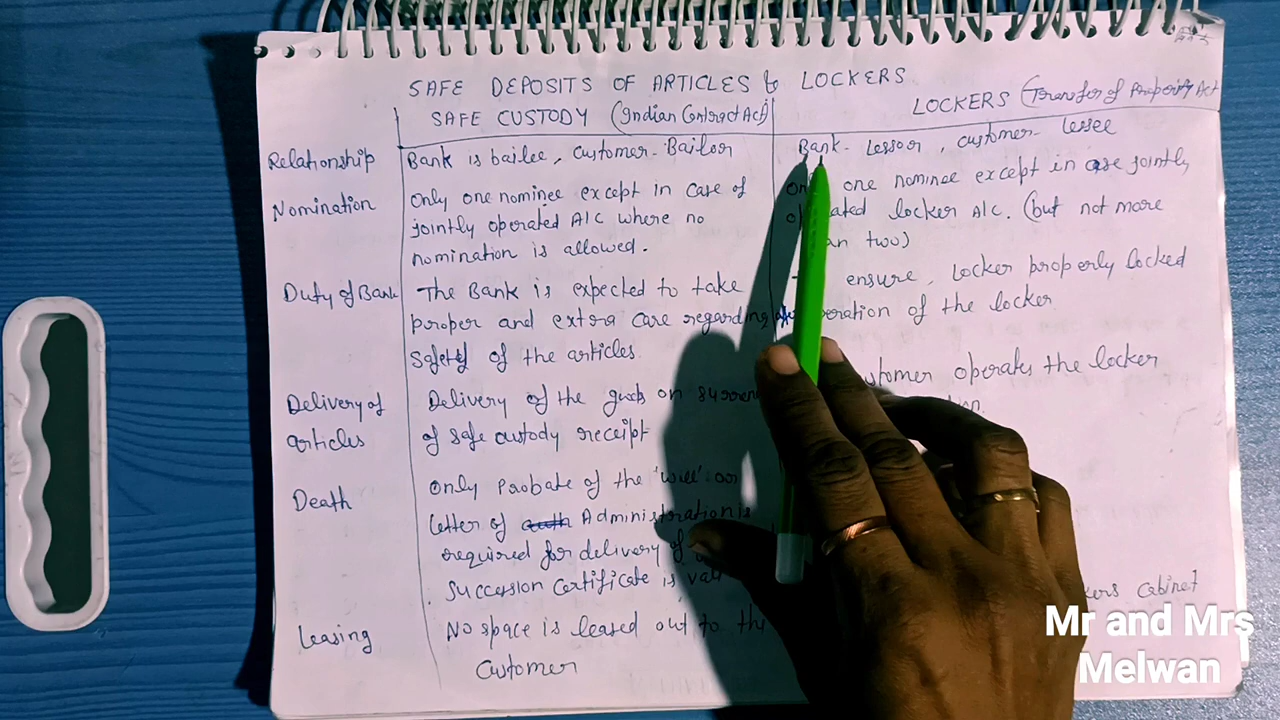 SAFE DEPOSITS OF ARTICLES & LOCKERS
SAFE CUSTODY (Indian Contract Act)
LOCKERS (Transfer of Property Act
Relationship
Bank is bailee, customer - Bailor
Bank - Lessor, customer - lessee
Nomination
Only one nominee except in case of
jointly operated A/C where no
nomination is allowed.
one nominee except in case jointly
locker A/C. (but not more
two)
Duty of Bank
The Bank is expected to take
proper and extra care regarding
safety of the articles
ensure, Locker properly locked
operation of the locker
customer operates the locker
Delivery of
articles
Delivery of the goods on
of safe custody receipt
Death
Only Probate of the 'will' or
letter of Administration is
required for delivery of
Succession certificate is
cabinet
Leasing
No space is leased out to the
customer
Mr and Mrs
Melwan